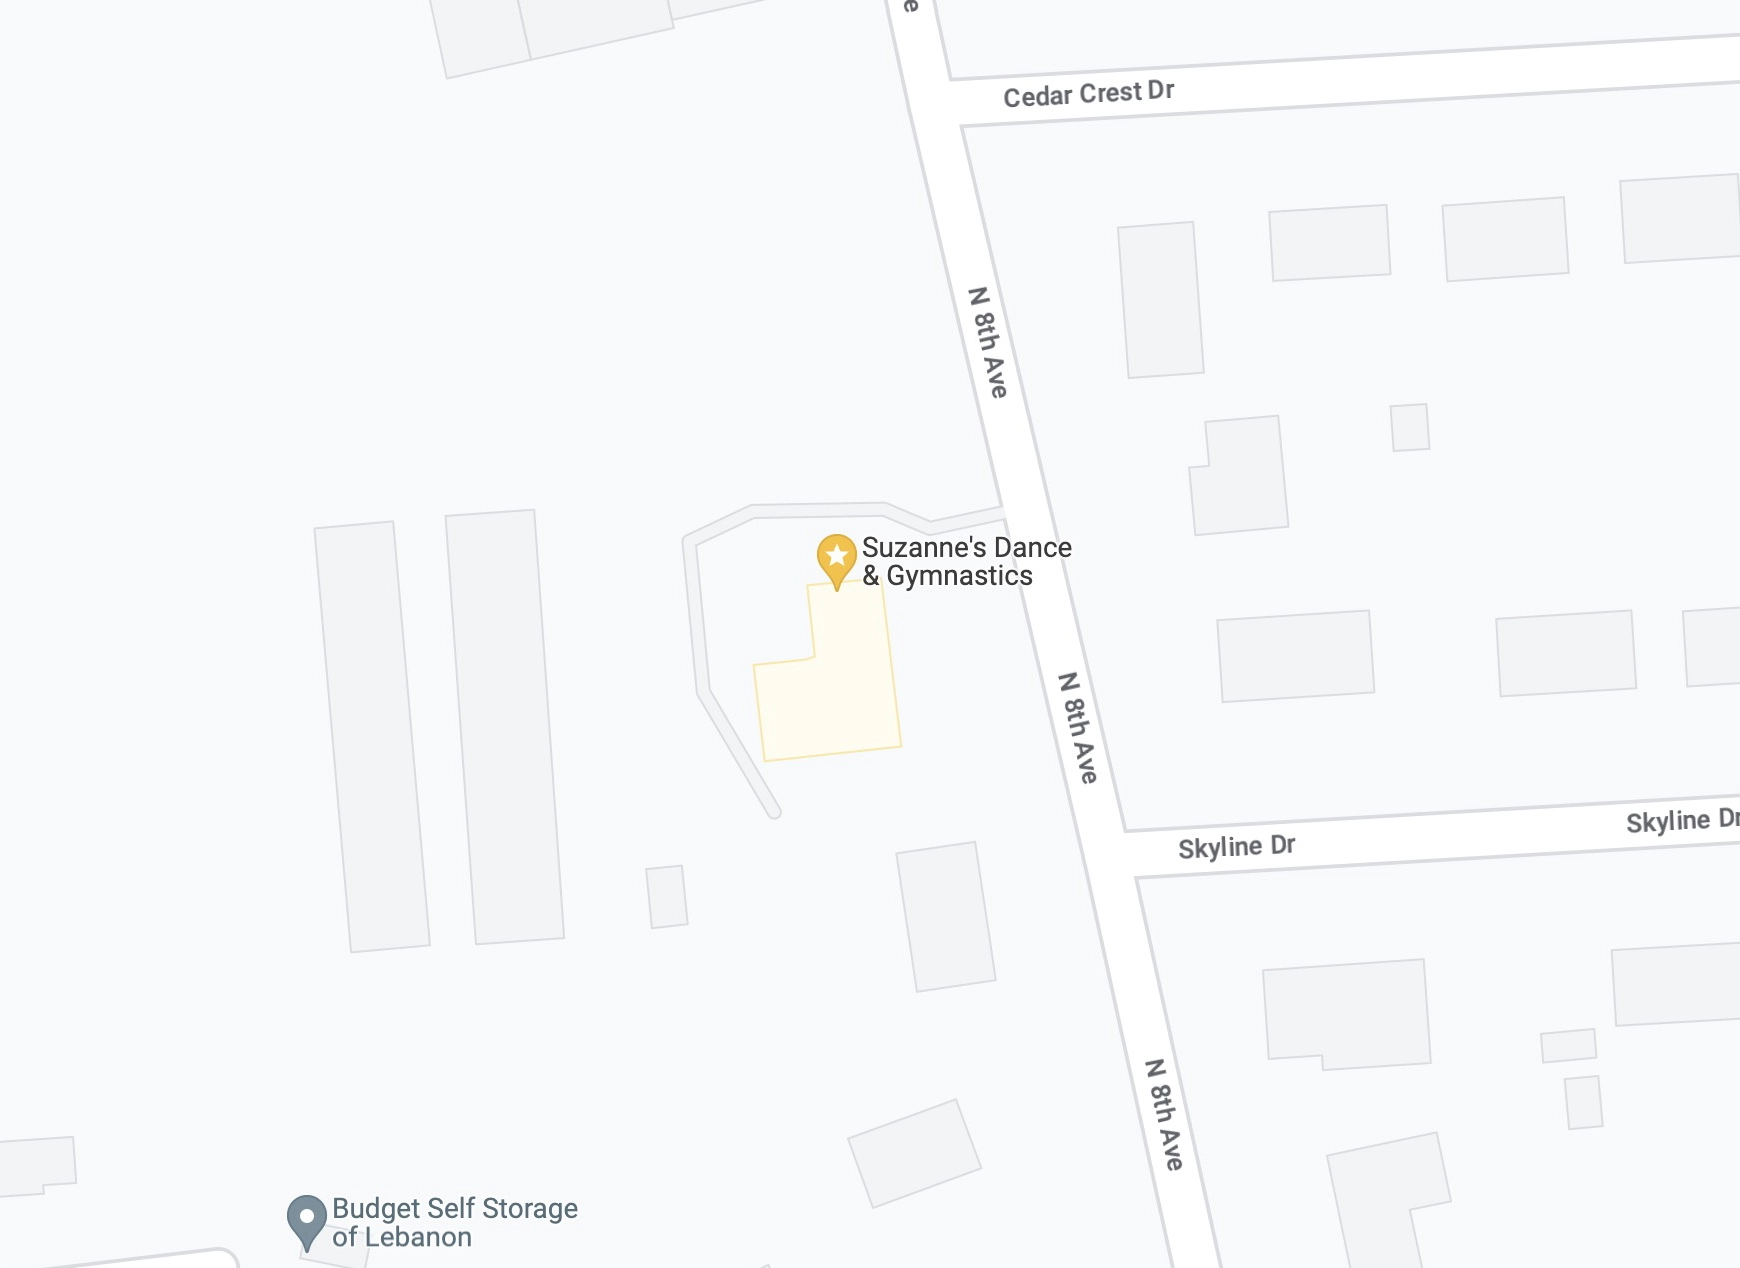 Cedar Crest Dr
N 8th Ave
Suzanne's Dance
& Gymnastics
N 8th Ave
Skyline Dr
Skyline Dr
N 8th Ave
Budget Self Storage
of Lebanon